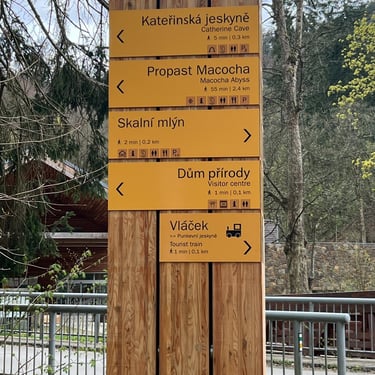 Kateřinská jeskyně
Catherine Cave
5 min | 0,3 km
Propast Macocha
Macocha Abyss
55 min | 2,4 km
Skalní mlýn
2 min | 0,2 km
Dům přírody
Visitor centre
1 min | 0,1 km
Vláček
>> Punkevní jeskyně
Tourist train
1 min | 0,1 km